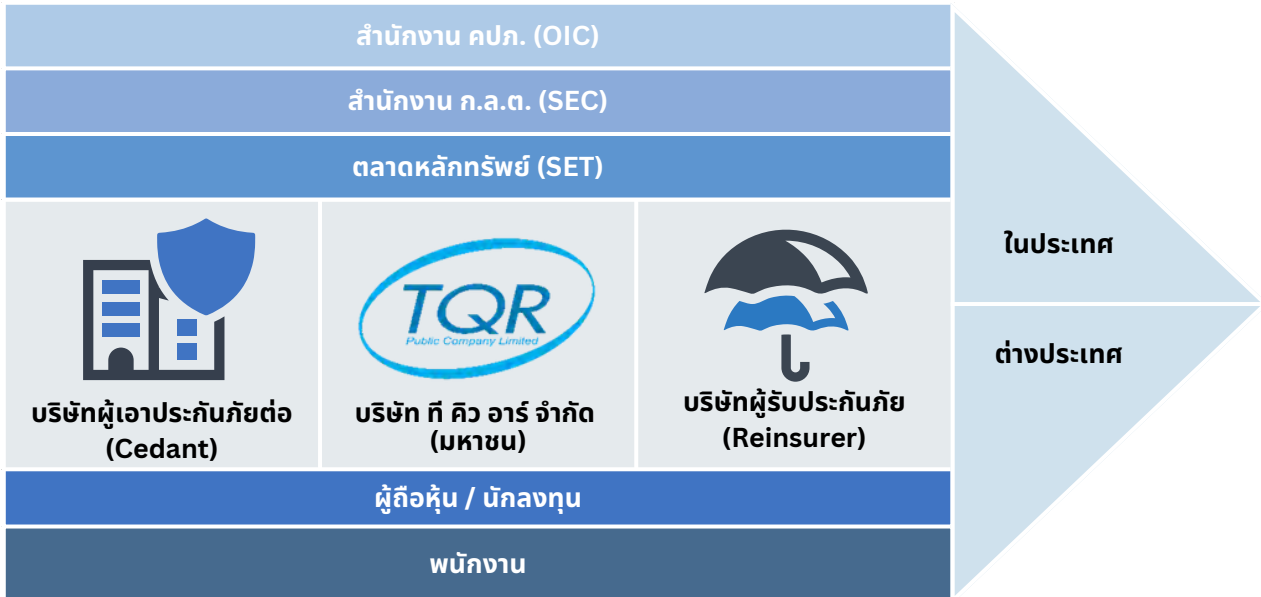 สำนักงาน คปภ. (OIC)
สำนักงาน ก.ล.ต. (SEC)
ตลาดหลักทรัพย์ (SET)
TQR
Public Company Limited
บริษัทผู้เอาประกันภัยต่อ
(Cedant)
บริษัท ที คิว อาร์ จำกัด
(มหาชน)
บริษัทผู้รับประกันภัย
(Reinsurer)
ในประเทศ
ต่างประเทศ
ผู้ถือหุ้น / นักลงทุน
พนักงาน